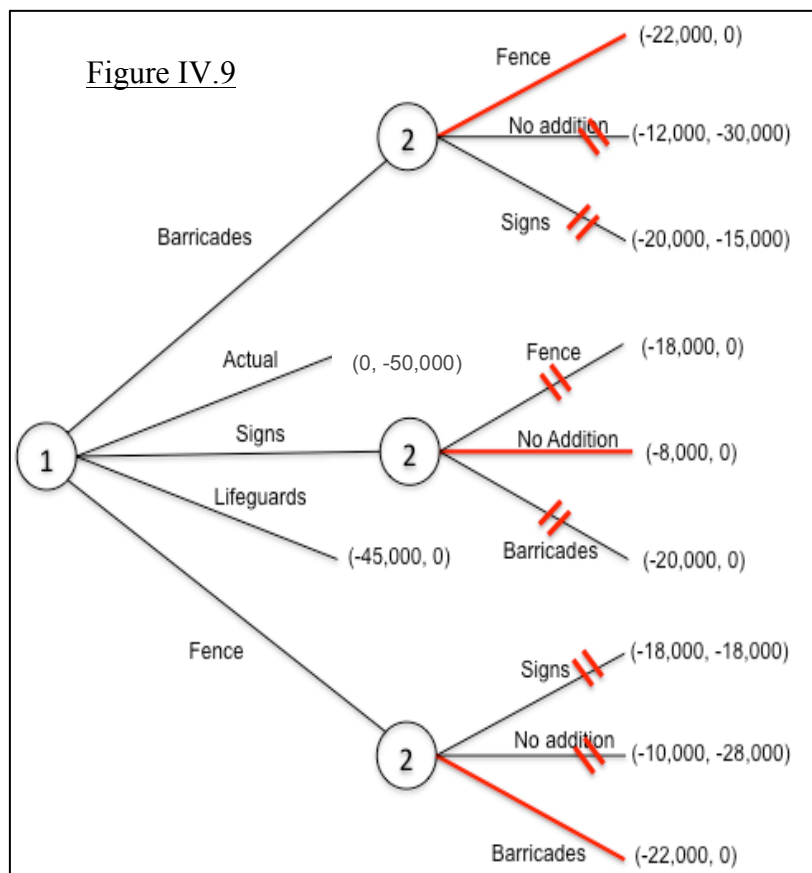 Figure IV.9
Fence
(-22,000, 0)
2
No addition
(-12,000, -30,000)
Signs
(-20,000, -15,000)
Barricades
Actual
(0, -50,000)
Fence
(-18,000, 0)
1
Signs
2
No Addition
(-8,000, 0)
Lifeguards
(-45,000, 0)
Barricades
(-20,000, 0)
Fence
Signs
(-18,000, -18,000)
2
No addition
(-10,000, -28,000)
Barricades
(-22,000, 0)